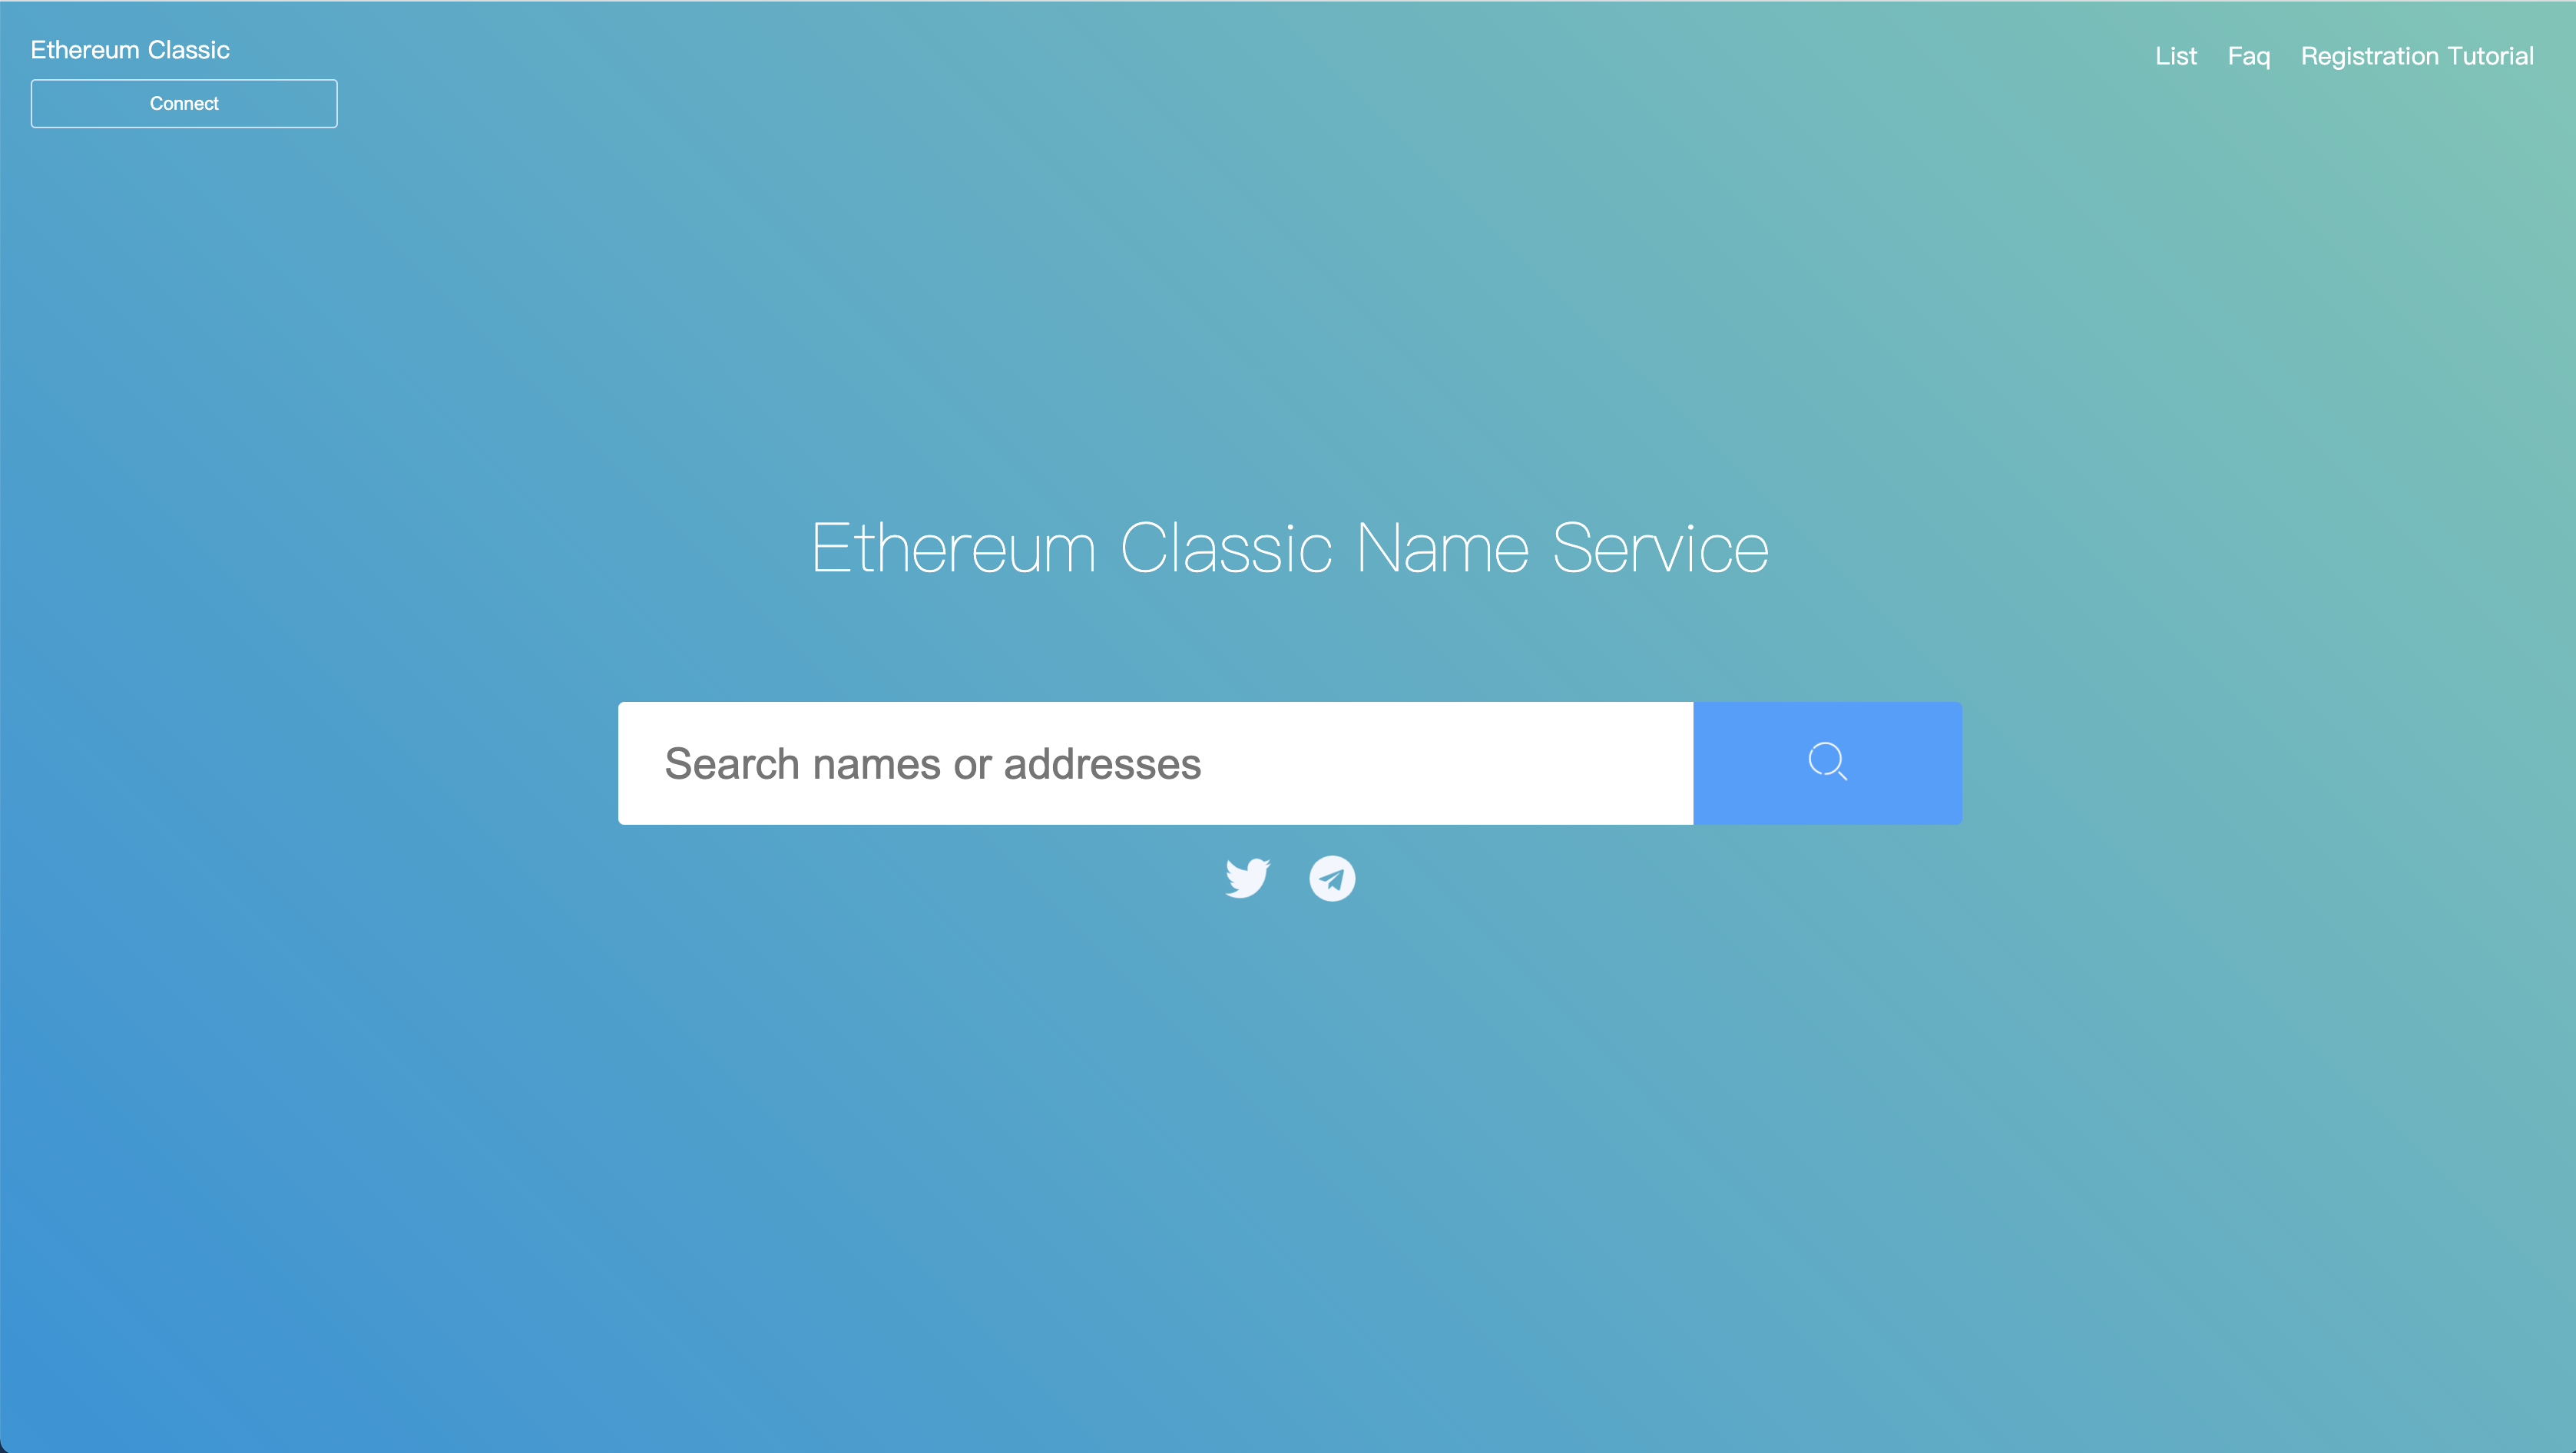 Ethereum Classic
Connect
List Faq Registration Tutorial
Ethereum Classic Name Service
Search names or addresses